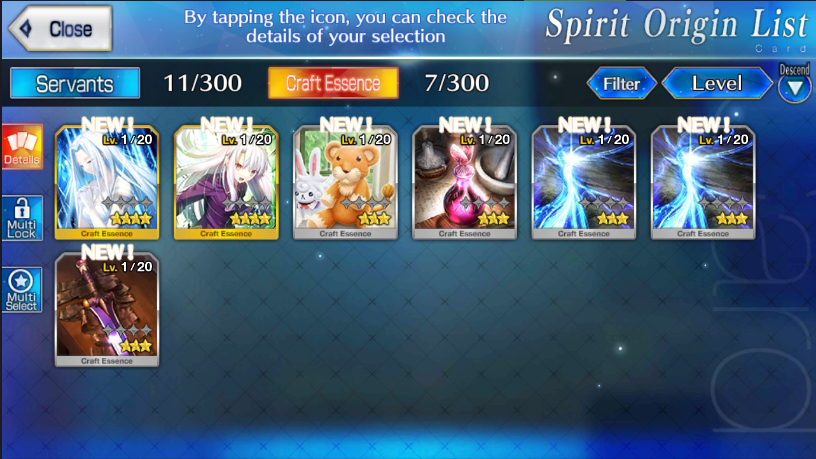 Close
By tapping the icon, you can check the
details of your selection
Spirit Origin List
Card
Servants 11/300 Craft Essence 7/300 Filter Level Descend
Details
Multi
Lock
Multi
Select
NEW! NEW! NEW! NEW! NEW! NEW!
Lv. 1/20 Lv. 1/20 Lv. 1/20 Lv. 1/20 Lv. 1/20 Lv. 1/20
Craft Essence Craft Essence Craft Essence Craft Essence Craft Essence Craft Essence
NEW!
Lv. 1/20
Craft Essence